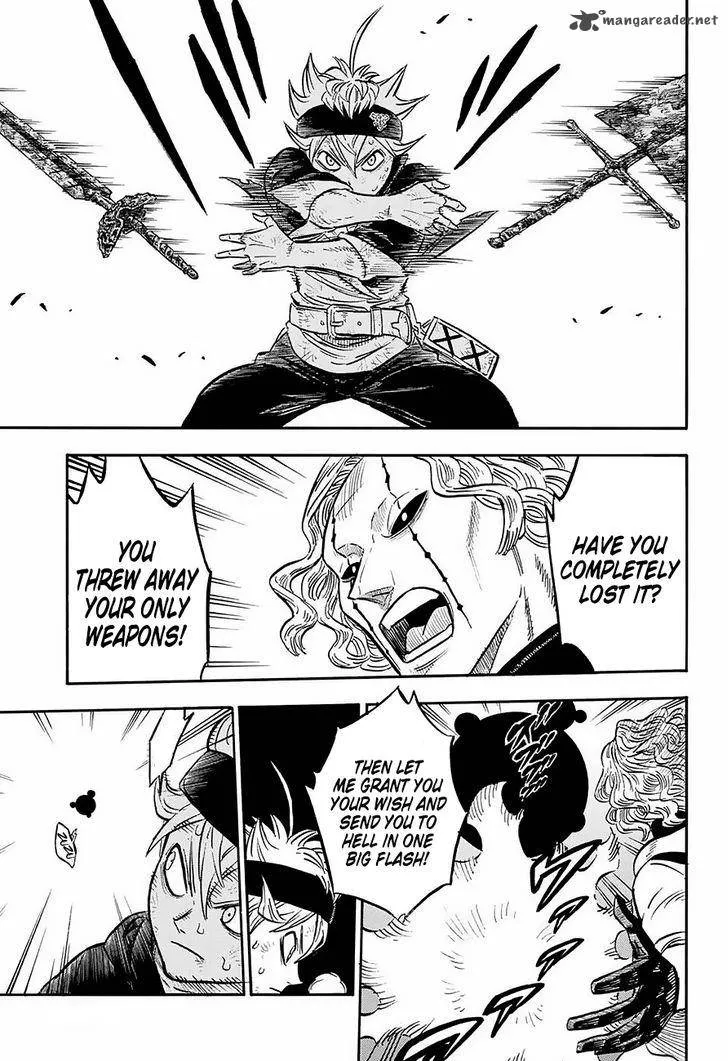 mangareader.net
HAVE YOU
COMPLETELY
LOST IT?
YOU
THREW AWAY
YOUR ONLY
WEAPONS!
THEN LET
ME GRANT YOU
YOUR WISH AND
SEND YOU TO
HELL IN ONE
BIG FLASH!